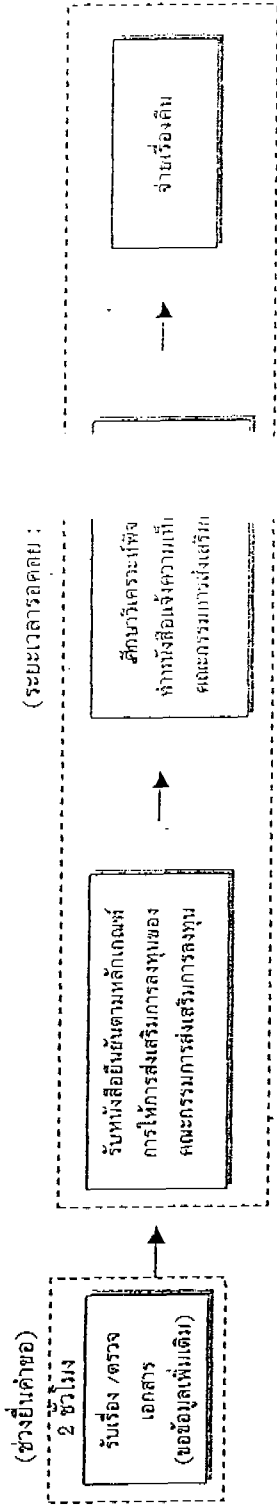 (ช่วงยื่นคำขอ)
2 ชั่วโมง
รับเรื่อง /ตรวจ
เอกสาร
(ขอข้อมูลเพิ่มเติม)
รับหนังสือยืนยันตามหลักเกณฑ์
การให้การส่งเสริมการลงทุนของ
คณะกรรมการส่งเสริมการลงทุน
(ระยะเวลารอคอย :
ศึกษาวิเคราะห์พิจ
ทำหนังสือแจ้งความเห็
คณะกรรมการส่งเสริม
จ่ายเรื่องคืน